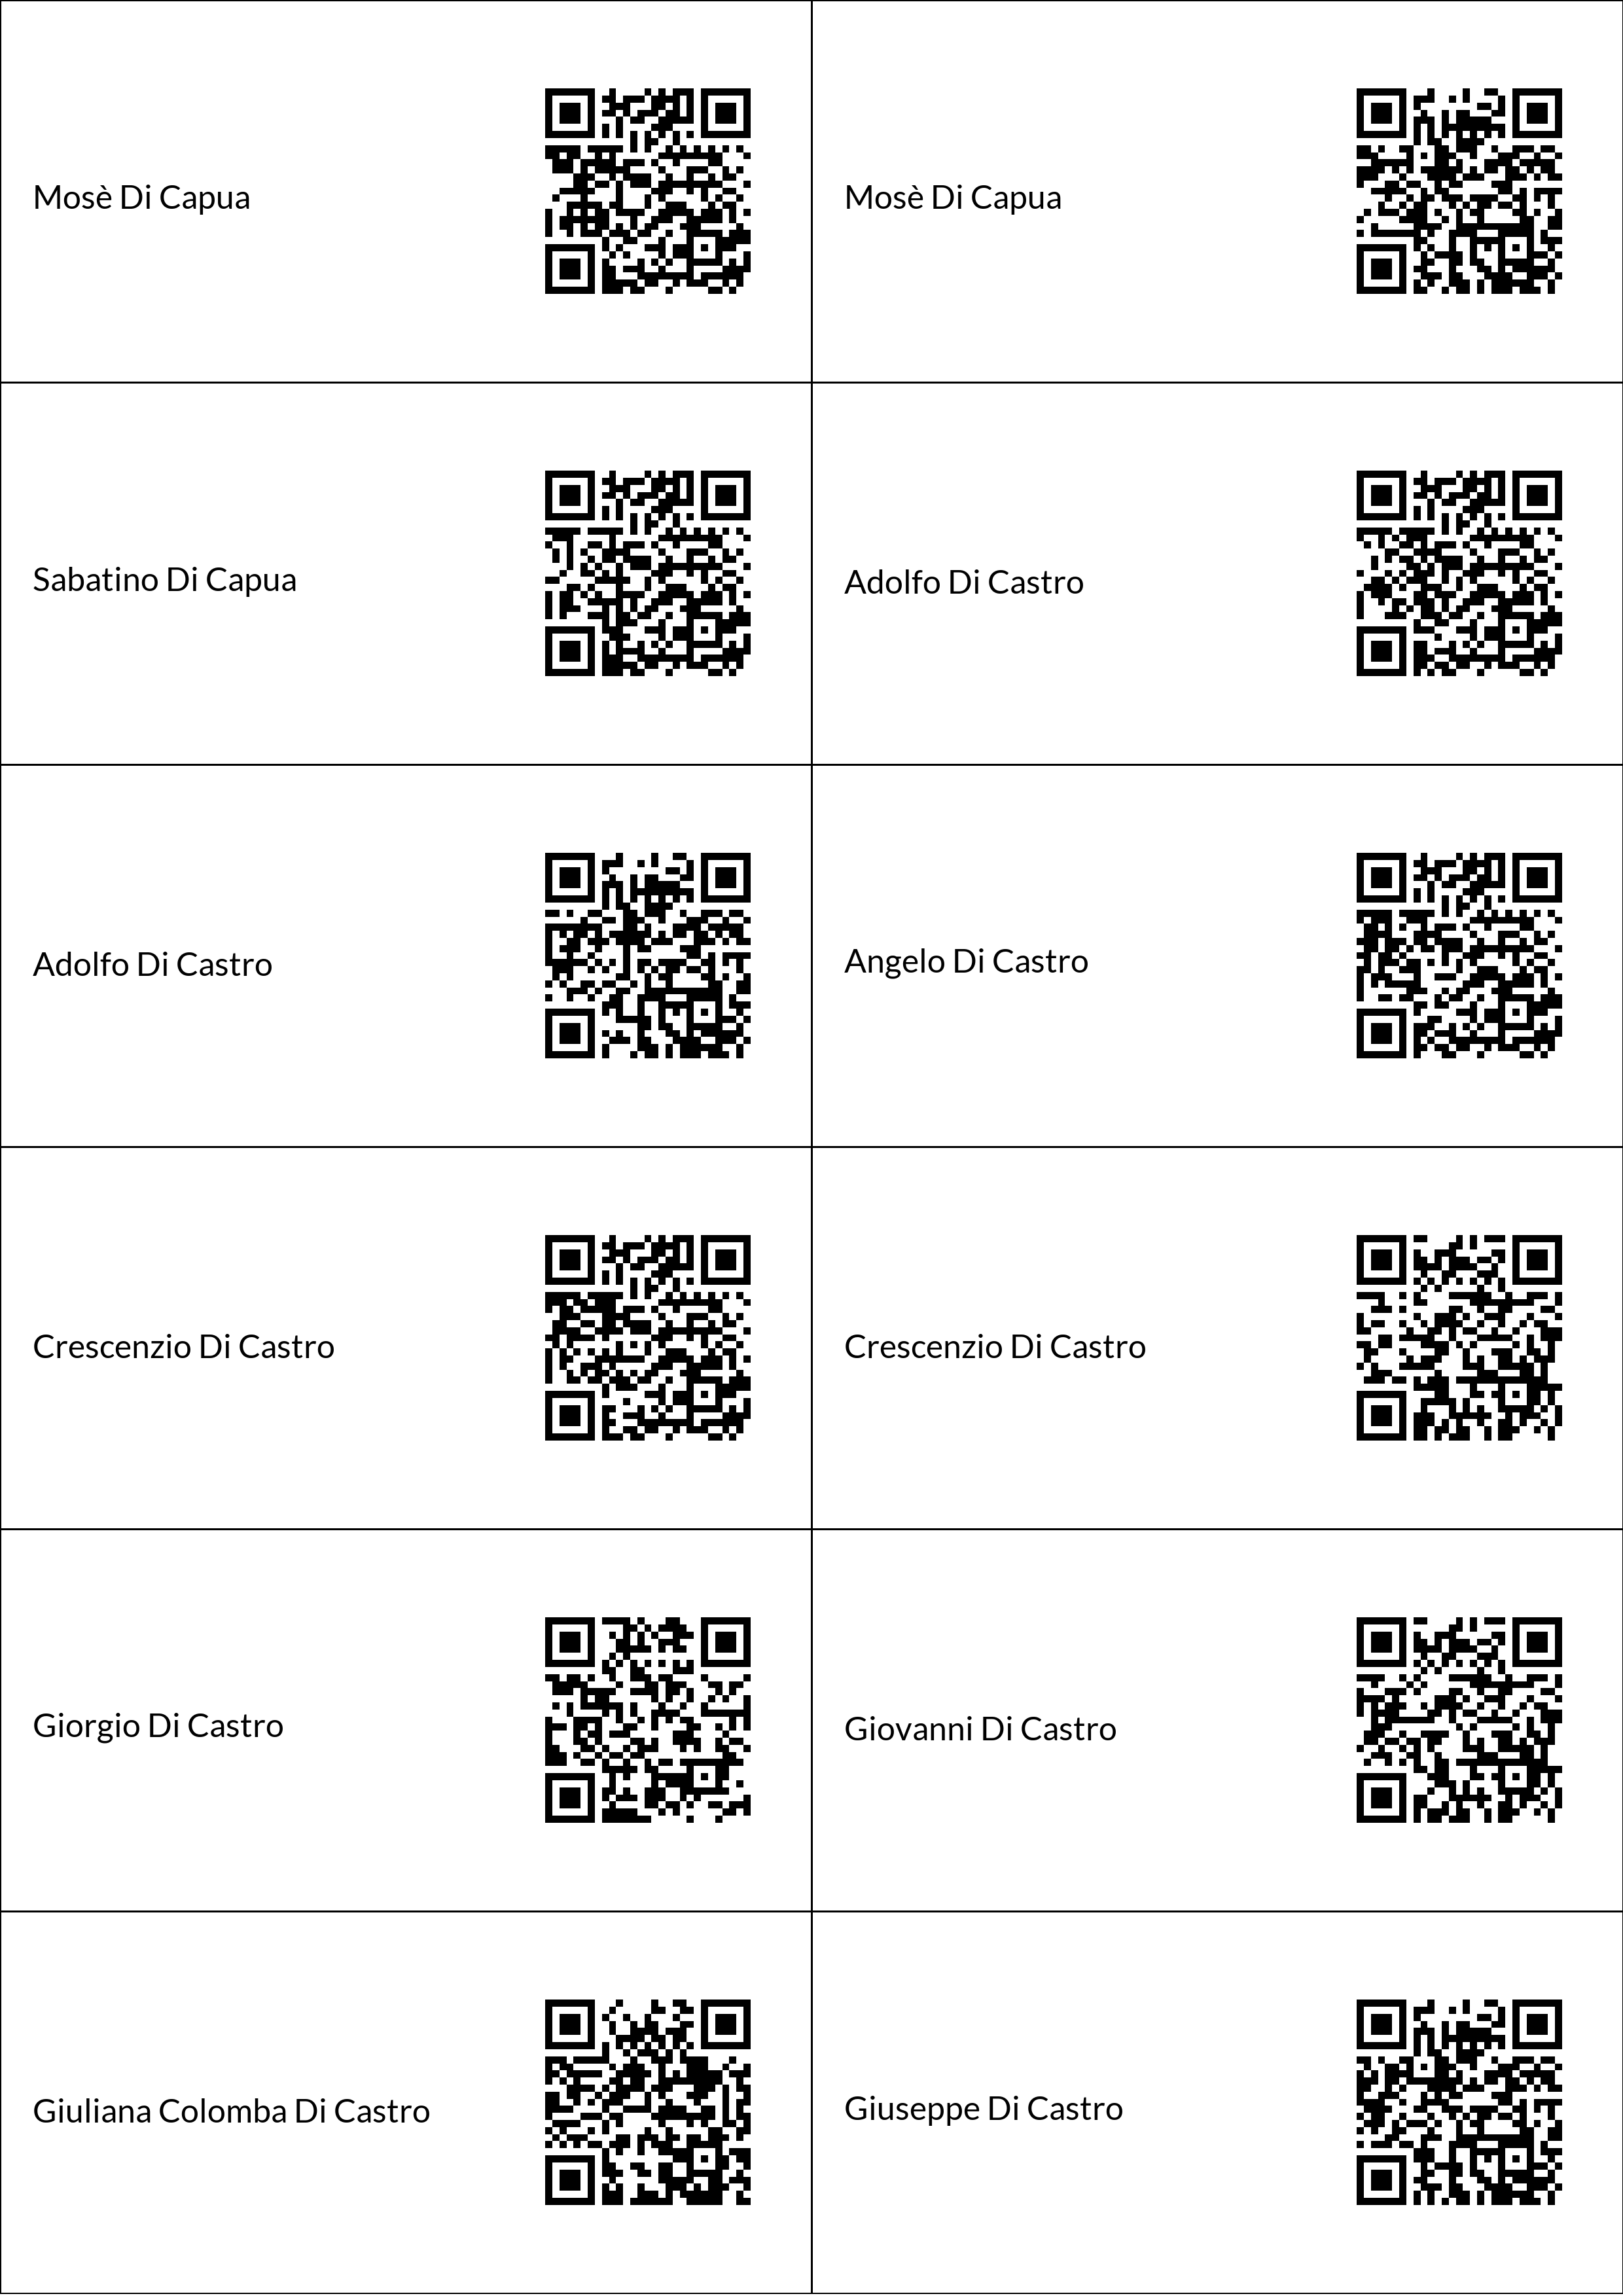 Mosè Di Capua
Mosè Di Capua
Sabatino Di Capua
Adolfo Di Castro
Adolfo Di Castro
Angelo Di Castro
Crescenzio Di Castro
Crescenzio Di Castro
Giorgio Di Castro
Giovanni Di Castro
Giuliana Colomba Di Castro
Giuseppe Di Castro